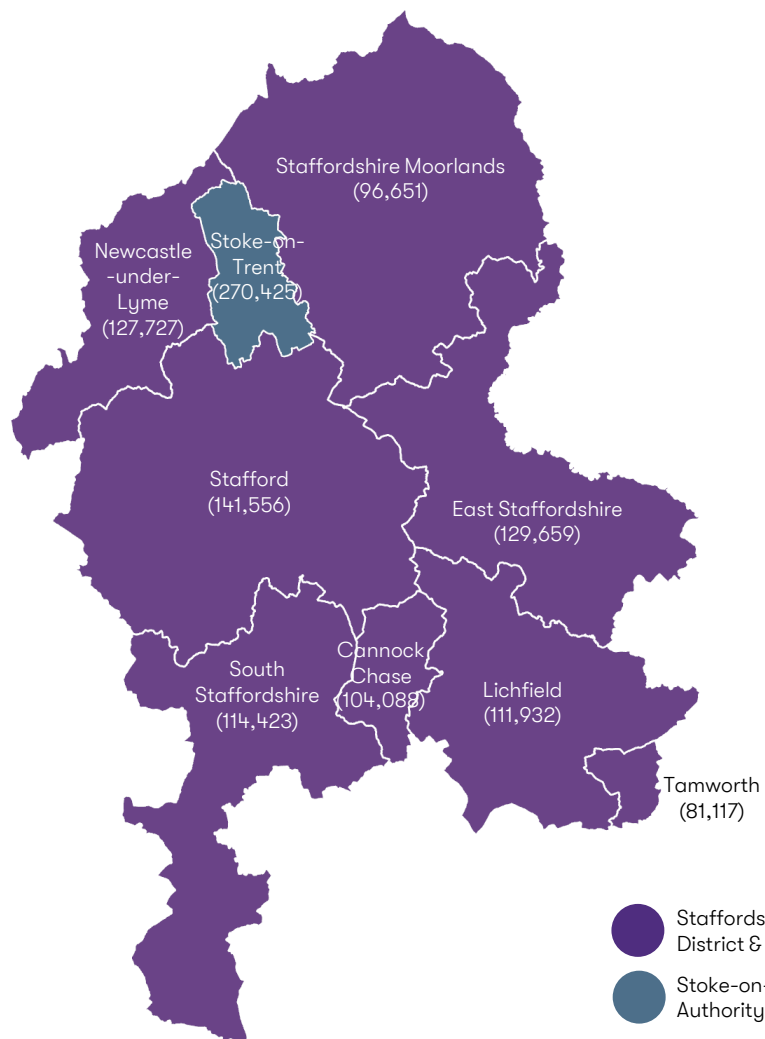 Staffordshire Moorlands
(96,651)
Stoke-on-
Trent
(270,425)
Newcastle
-under-
Lyme
(127,727)
Stafford
(141,556)
East Staffordshire
(129,659)
Cannock
Chase
(104,088)
South
Staffordshire
(114,423)
Lichfield
(111,932)
Tamworth
(81,117)
Staffords
District &
Stoke-on-
Authority